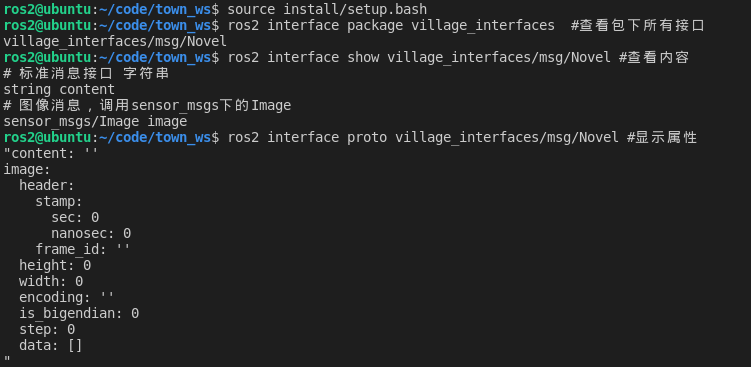 ros2@ubuntu:~/code/town_ws$ source install/setup.bash
ros2@ubuntu:~/code/town_ws$ ros2 interface package village_interfaces  #查看包下所有接口
village_interfaces/msg/Novel
ros2@ubuntu:~/code/town_ws$ ros2 interface show village_interfaces/msg/Novel #查看内容
# 标准消息接口 字符串
string content
# 图像消息，调用sensor_msgs下的Image
sensor_msgs/Image image
ros2@ubuntu:~/code/town_ws$ ros2 interface proto village_interfaces/msg/Novel #显示属性
"content: ''
image:
  header:
    stamp:
      sec: 0
      nanosec: 0
    frame_id: ''
  height: 0
  width: 0
  encoding: ''
  is_bigendian: 0
  step: 0
  data: []
"